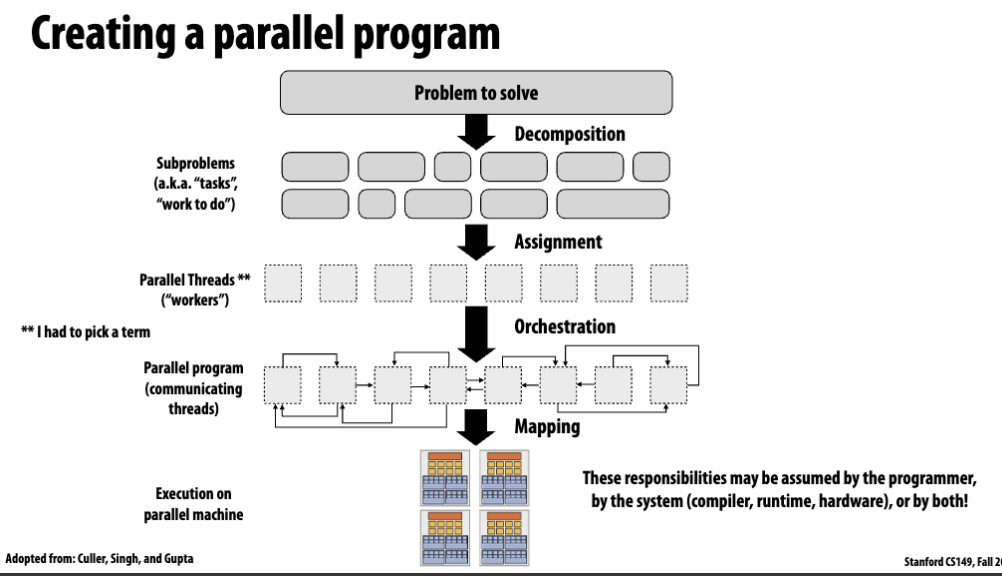 Creating a parallel program
Problem to solve
Decomposition
Subproblems
(a.k.a. “tasks”,
“work to do”)
Assignment
Parallel Threads **
(“workers”)
** I had to pick a term
Orchestration
Parallel program
(communicating
threads)
Mapping
Execution on
parallel machine
These responsibilities may be assumed by the programmer,
by the system (compiler, runtime, hardware), or by both!
Adopted from: Culler, Singh, and Gupta
Stanford CS149, Fall 20